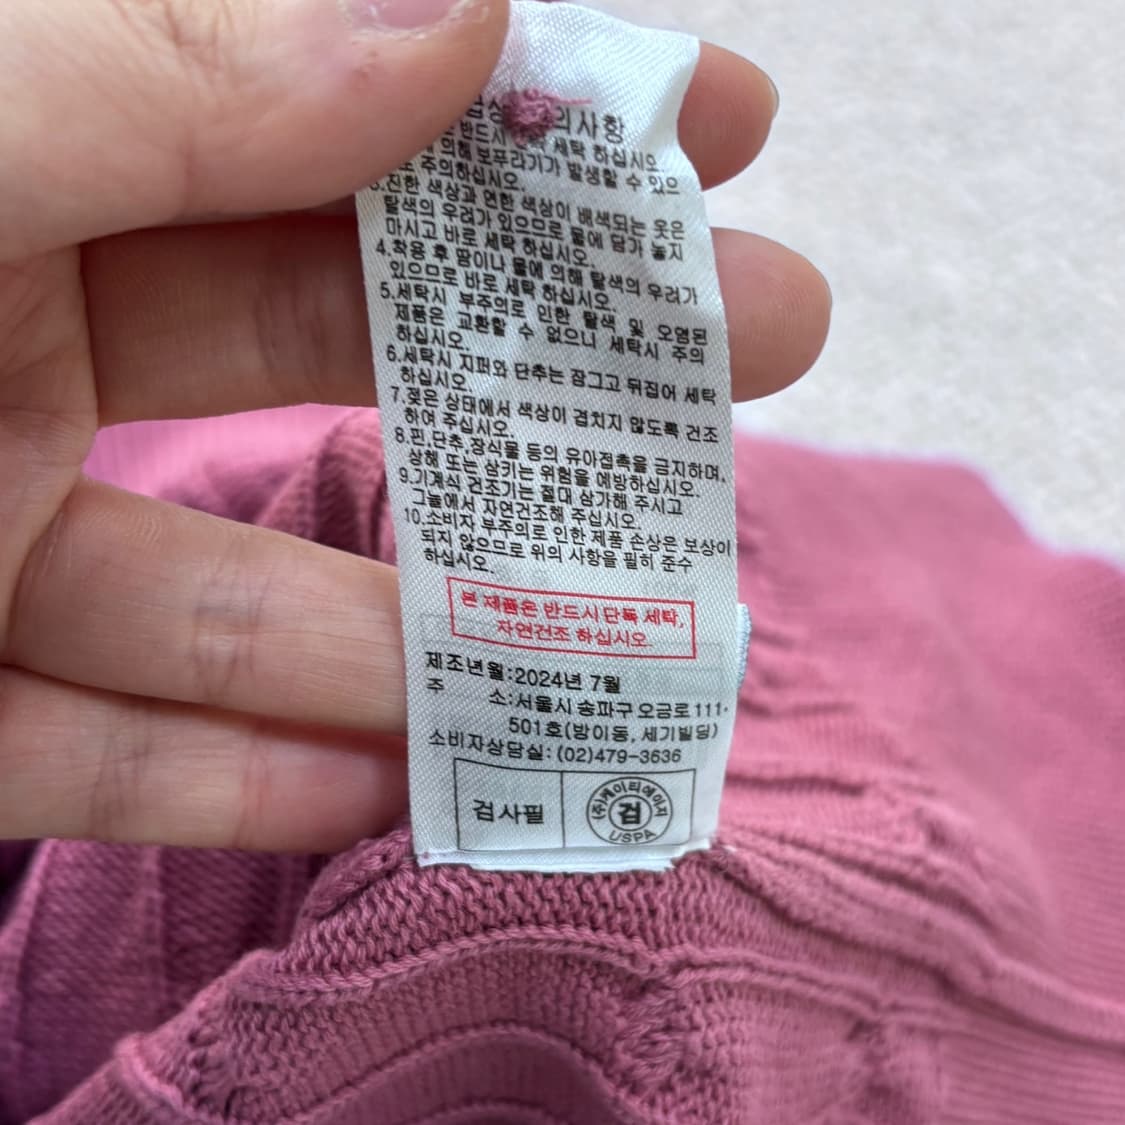 의사항
반드시 세탁 하십시오.
의해 보푸라기가 발생할 수 있으
주의하십시오.
3.진한 색상과 연한 색상이 배색되는 옷은
탈색의 우려가 있으므로 물에 담가 놓지
마시고 바로 세탁 하십시오.
4.착용 후 땀이나 물에 의해 탈색의 우려가
있으므로 바로 세탁 하십시오.
5.세탁시 부주의로 인한 탈색 및 오염된
제품은 교환할 수 없으니 세탁시 주의
하십시오.
6.세탁시 지퍼와 단추는 잠그고 뒤집어 세탁
하십시오.
7.젖은 상태에서 색상이 겹치지 않도록 건조
하여 주십시오.
8.핀,단추,장식물 등의 유아접촉을 금지하며,
상해 또는 삼키는 위험을 예방하십시오.
9.기계식 건조기는 절대 삼가해 주시고
그늘에서 자연건조해 주십시오.
10.소비자 부주의로 인한 제품 손상은 보상이
되지 않으므로 위의 사항을 필히 준수
하십시오.
본 제품은 반드시 단독 세탁,
자연건조 하십시오.
제조년월:2024년 7월
주 소:서울시 송파구 오금로 111-
501호(방이동, 세기빌딩)
소비자상담실: (02)479-3636
검사필
(주)케이티에이지
검
USPA